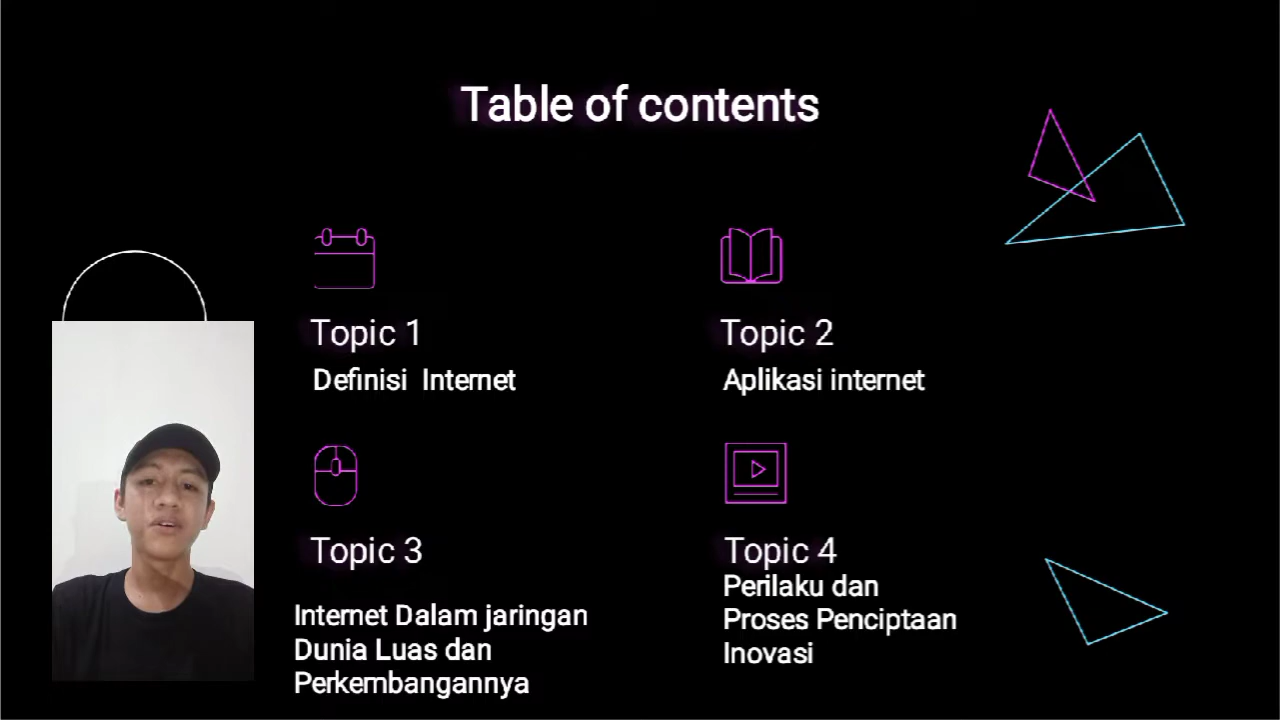 Table of contents
Topic 1
Definisi Internet
Topic 2
Aplikasi internet
Topic 3
Internet Dalam jaringan
Dunia Luas dan
Perkembangannya
Topic 4
Perilaku dan
Proses Penciptaan
Inovasi